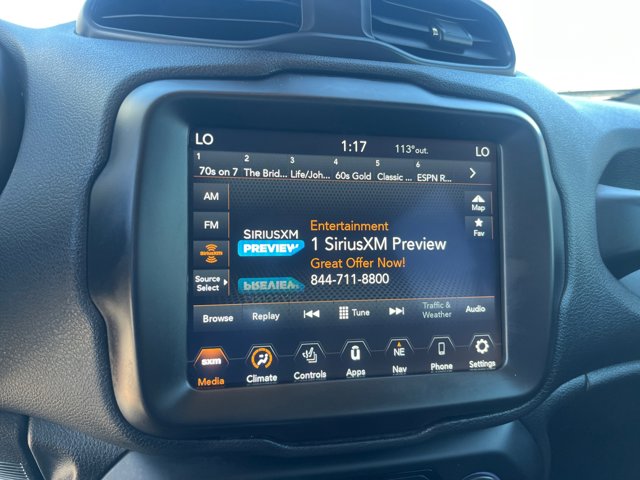 LO 1:17 113°out. LO
1 2 3 4 5 6
70s on 7 The Brid... Life/Joh... 60s Gold Classic ... ESPN R...
AM
FM
SIRIUSXM
Source Select
SIRIUSXM
PREVIEW
PREVIEW
Entertainment
1 SiriusXM Preview
Great Offer Now!
844-711-8800
Map
Fav
Browse Replay Tune Traffic & Weather Audio
sxm NE
Media Climate Controls Apps Nav Phone Settings